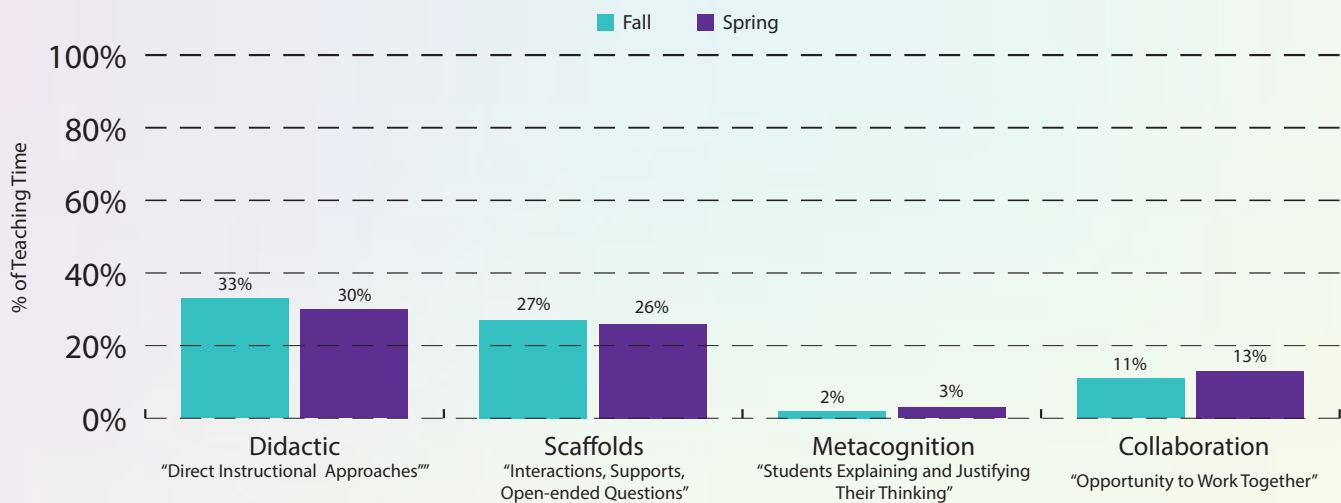 Fall Spring
100%
80%
60%
40%
20%
0%
% of Teaching Time
33% 30% 27% 26% 2% 3% 11% 13%
Didactic
“Direct Instructional Approaches””
Scaffolds
“Interactions, Supports,
Open-ended Questions”
Metacognition
“Students Explaining and Justifying
Their Thinking”
Collaboration
“Opportunity to Work Together”